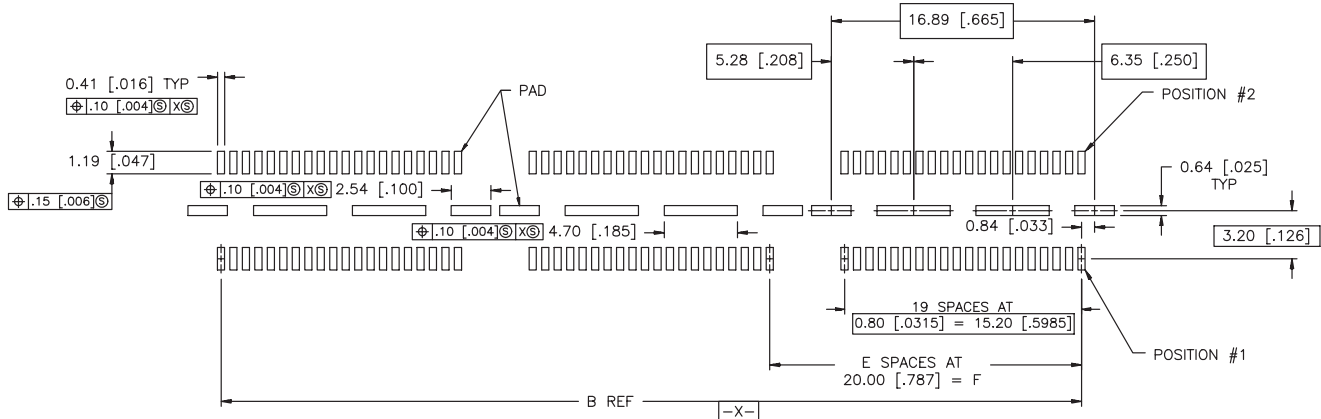 16.89 [.665]
5.28 [.208]
6.35 [.250]
0.41 [.016] TYP
⌖ .10 [.004]Ⓢ XⓈ
PAD
POSITION #2
1.19 [.047]
0.64 [.025]
TYP
⌖ .10 [.004]Ⓢ XⓈ 2.54 [.100]
⌖ .15 [.006]Ⓢ
⌖ .10 [.004]Ⓢ XⓈ 4.70 [.185]
0.84 [.033]
3.20 [.126]
19 SPACES AT
0.80 [.0315] = 15.20 [.5985]
POSITION #1
E SPACES AT
20.00 [.787] = F
B REF
-X-